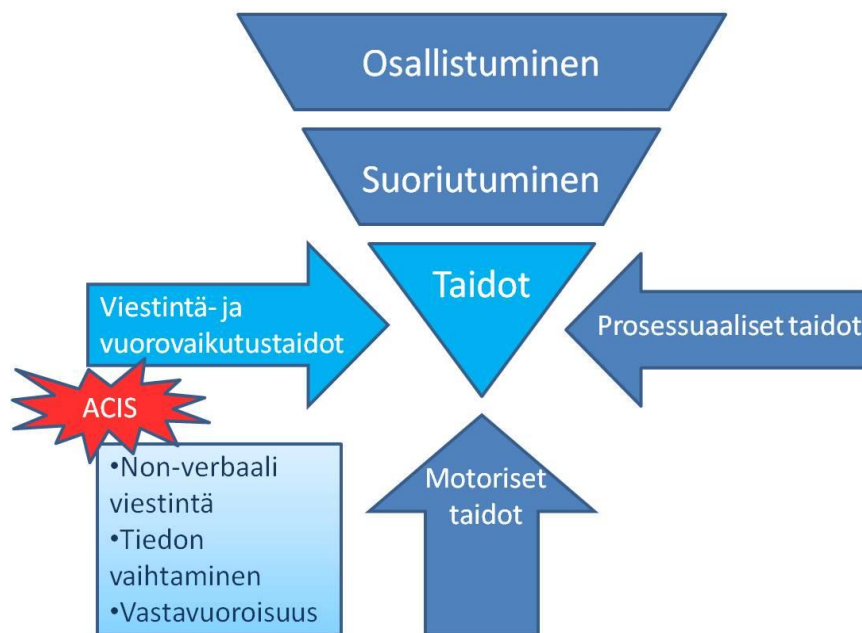 Osallistuminen
Suoriutuminen
Taidot
Viestintä- ja
vuorovaikutustaidot
Prosessuaaliset taidot
ACIS
•Non-verbaali
viestintä
•Tiedon
vaihtaminen
•Vastavuoroisuus
Motoriset
taidot